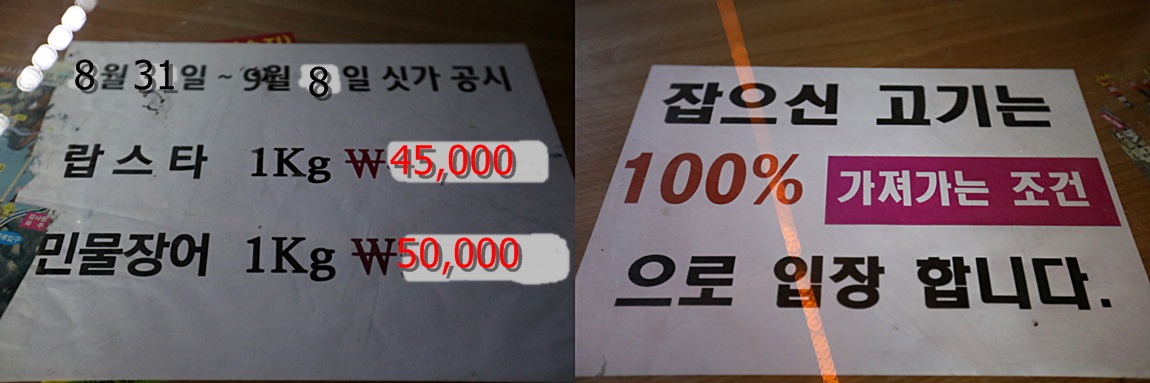 8월 31일 ~ 9월 8일 싯가 공시
랍스타 1Kg ₩45,000
민물장어 1Kg ₩50,000
잡으신 고기는
100% 가져가는 조건
으로 입장 합니다.